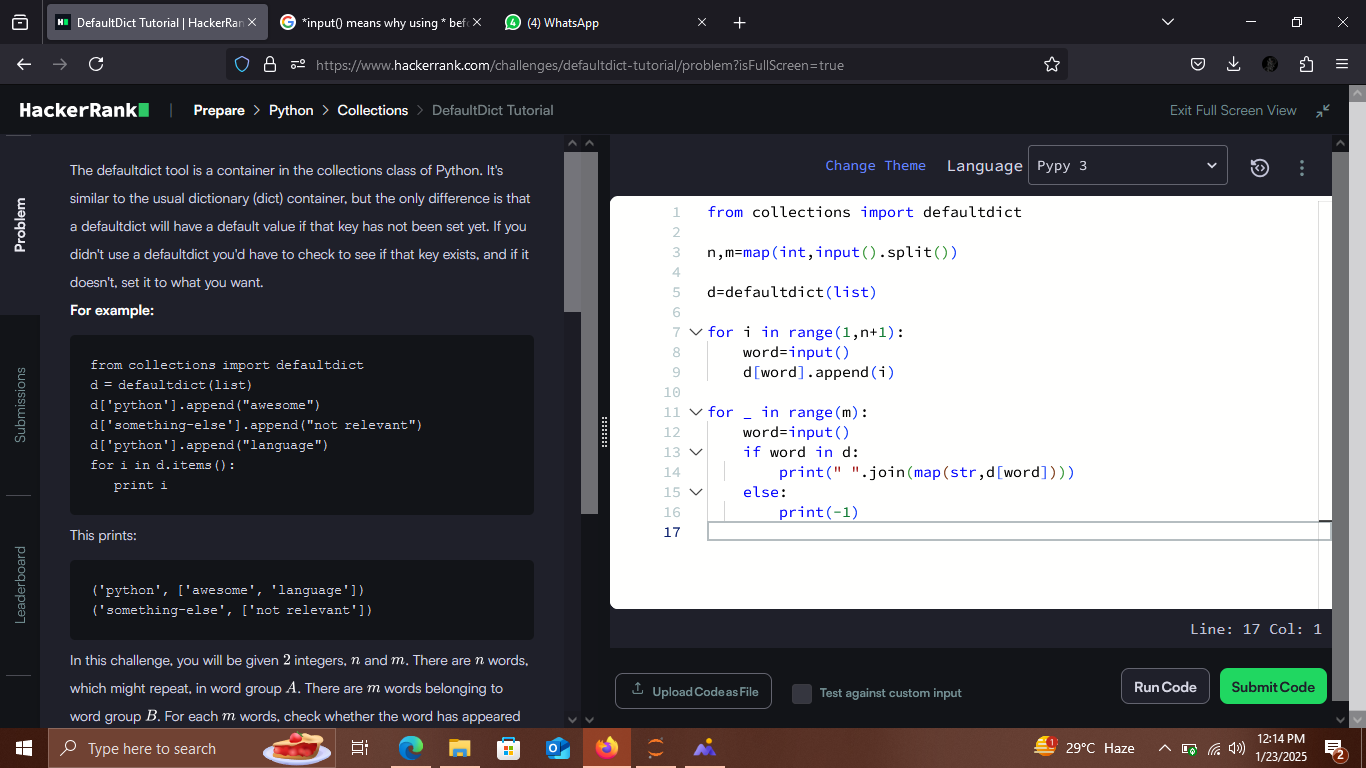 DefaultDict Tutorial | HackerRan
*input() means why using * bef
(4) WhatsApp
https://www.hackerrank.com/challenges/defaultdict-tutorial/problem?isFullScreen=true
HackerRank
Prepare > Python > Collections > DefaultDict Tutorial
Exit Full Screen View
Problem
Submissions
Leaderboard
The defaultdict tool is a container in the collections class of Python. It's
similar to the usual dictionary (dict) container, but the only difference is that
a defaultdict will have a default value if that key has not been set yet. If you
didn't use a defaultdict you'd have to check to see if that key exists, and if it
doesn't, set it to what you want.
For example:
from collections import defaultdict
d = defaultdict(list)
d['python'].append("awesome")
d['something-else'].append("not relevant")
d['python'].append("language")
for i in d.items():
    print i
This prints:
('python', ['awesome', 'language'])
('something-else', ['not relevant'])
In this challenge, you will be given 2 integers, n and m. There are n words,
which might repeat, in word group A. There are m words belonging to
word group B. For each m words, check whether the word has appeared
Change Theme
Language
Pypy 3
1 from collections import defaultdict
2
3 n,m=map(int,input().split())
4
5 d=defaultdict(list)
6
7 for i in range(1,n+1):
8     word=input()
9     d[word].append(i)
10
11 for _ in range(m):
12     word=input()
13     if word in d:
14         print(" ".join(map(str,d[word])))
15     else:
16         print(-1)
17
Line: 17 Col: 1
Upload Code as File
Test against custom input
Run Code
Submit Code
Type here to search
1
29°C Haze
12:14 PM
1/23/2025
2